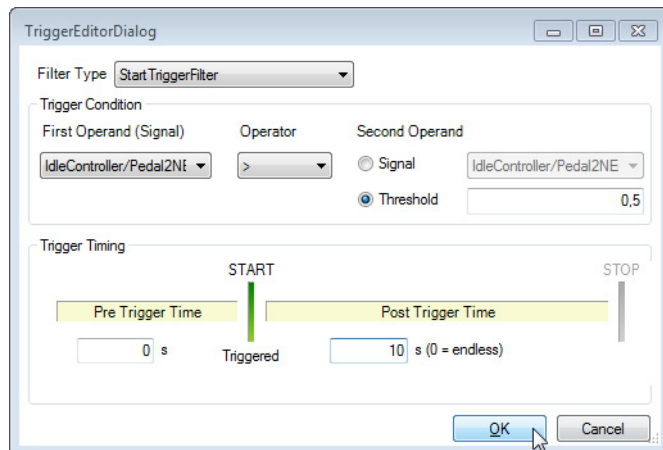 TriggerEditorDialog
Filter Type StartTriggerFilter
Trigger Condition
First Operand (Signal) Operator Second Operand
IdleController/Pedal2NE > Signal IdleController/Pedal2NE
Threshold 0,5
Trigger Timing
START STOP
Pre Trigger Time Post Trigger Time
0 s Triggered 10 s (0 = endless)
OK Cancel